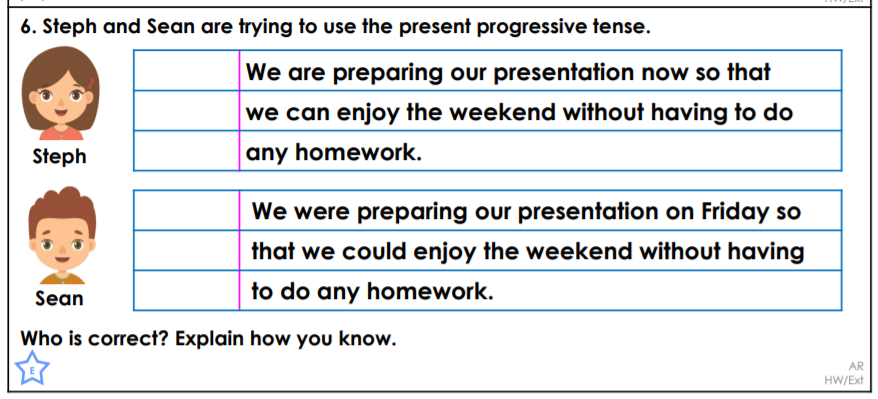 6. Steph and Sean are trying to use the present progressive tense.
We are preparing our presentation now so that
we can enjoy the weekend without having to do
any homework.
Steph
We were preparing our presentation on Friday so
that we could enjoy the weekend without having
to do any homework.
Sean
Who is correct? Explain how you know.
E
AR
HW/Ext